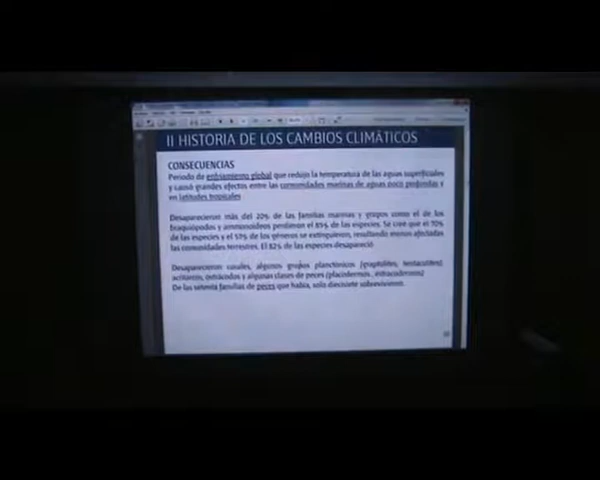 II HISTORIA DE LOS CAMBIOS CLIMÁTICOS
CONSECUENCIAS
Periodo de enfriamiento global que redujo la temperatura de las aguas superficiales
y causó grandes efectos entre las comunidades marinas de aguas poco profundas y
en latitudes tropicales
Desaparecieron más del 20% de las familias marinas y grupos como el de los
braquiópodos y ammonoideos perdieron el 85% de las especies. Se cree que el 70%
de las especies y el 57% de los géneros se extinguieron, resultando menos afectadas
las comunidades terrestres. El 82% de las especies desapareció
Desaparecieron corales, algunos grupos planctónicos (graptolites, tentaculites)
acritarcos, ostrácodos y algunas clases de peces (placodermos,
De las setenta familias de peces que había, solo diecisiete sobrevivieron.